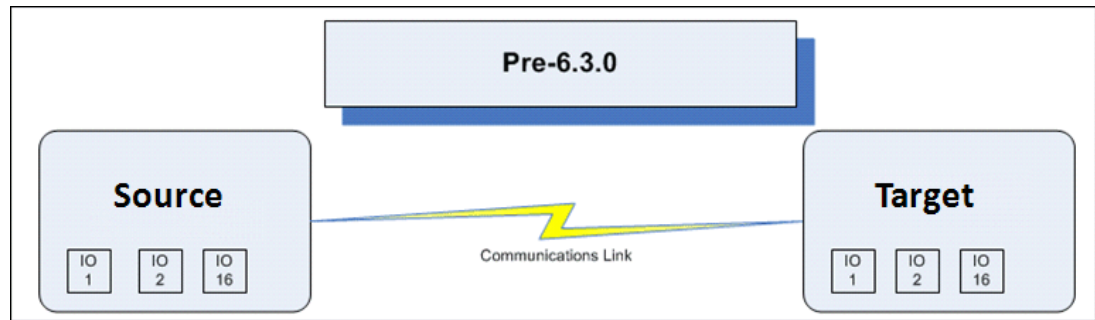 Pre-6.3.0
Source
Target
Communications Link
IO
1
IO
2
IO
16
IO
1
IO
2
IO
16